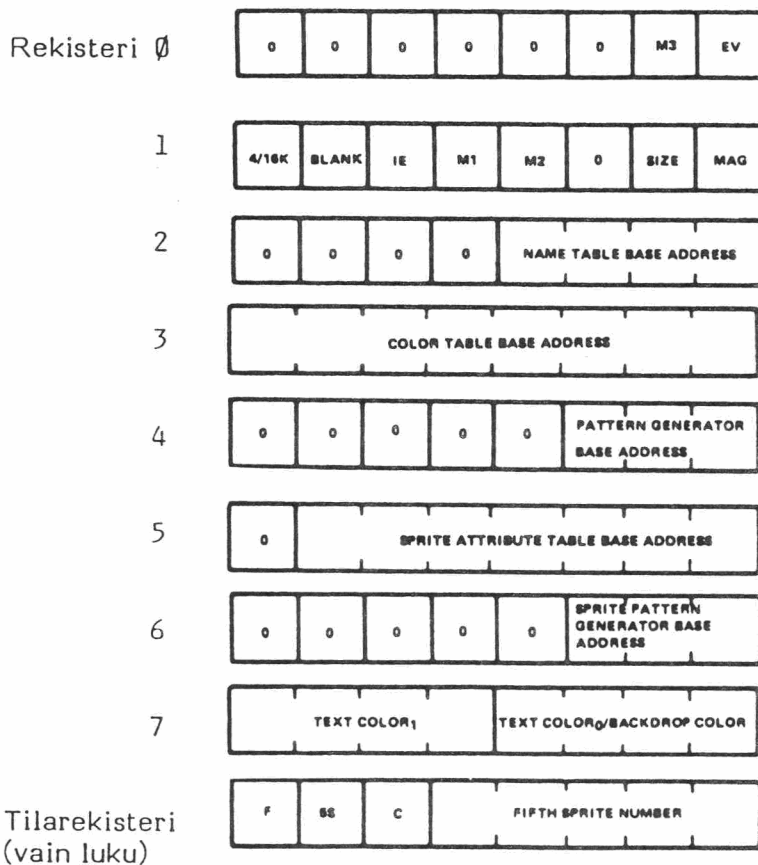 Rekisteri Ø 0 0 0 0 0 0 M3 EV
1 4/16K BLANK IE M1 M2 0 SIZE MAG
2 0 0 0 0 NAME TABLE BASE ADDRESS
3 COLOR TABLE BASE ADDRESS
4 0 0 0 0 0 PATTERN GENERATOR
BASE ADDRESS
5 0 SPRITE ATTRIBUTE TABLE BASE ADDRESS
6 0 0 0 0 0 SPRITE PATTERN
GENERATOR BASE
ADDRESS
7 TEXT COLOR1 TEXT COLOR0/BACKDROP COLOR
Tilarekisteri F 5S C FIFTH SPRITE NUMBER
(vain luku)